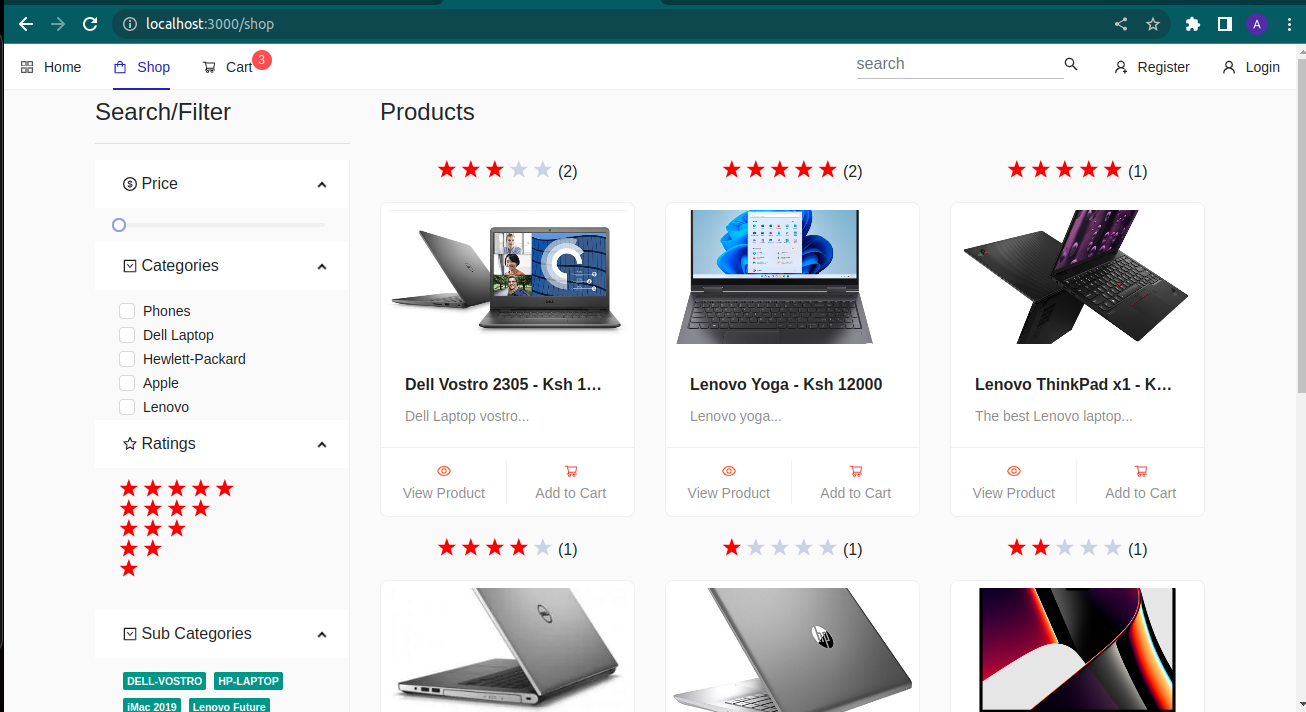 localhost:3000/shop
A
Home
Shop
Cart
3
search
Register
Login
Search/Filter
Products
Price
Categories
Phones
Dell Laptop
Hewlett-Packard
Apple
Lenovo
Ratings
Sub Categories
DELL-VOSTRO HP-LAPTOP
iMac 2019 Lenovo Future
(2)
(2)
(1)
Dell Vostro 2305 - Ksh 1...
Dell Laptop vostro...
View Product
Add to Cart
Lenovo Yoga - Ksh 12000
Lenovo yoga...
View Product
Add to Cart
Lenovo ThinkPad x1 - K...
The best Lenovo laptop...
View Product
Add to Cart
(1)
(1)
(1)
hp